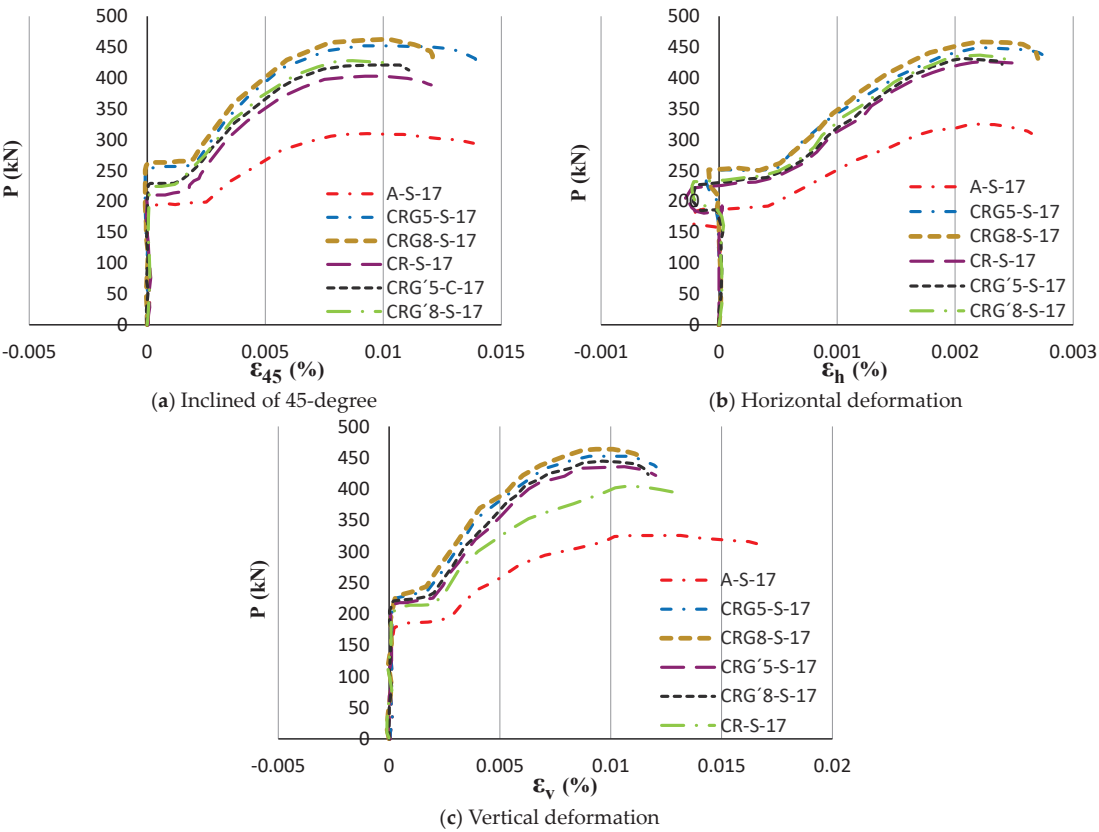 500
450
400
350
300
250
200
150
100
50
0
P (kN)
-0.005 0 0.005 0.01 0.015
ε45 (%)
A-S-17
CRG5-S-17
CRG8-S-17
CR-S-17
CRG´5-C-17
CRG´8-S-17
(a) Inclined of 45-degree
500
450
400
350
300
250
200
150
100
50
0
P (kN)
-0.001 0 0.001 0.002 0.003
εh (%)
A-S-17
CRG5-S-17
CRG8-S-17
CR-S-17
CRG´5-S-17
CRG´8-S-17
(b) Horizontal deformation
500
450
400
350
300
250
200
150
100
50
0
P (kN)
-0.005 0 0.005 0.01 0.015 0.02
εv (%)
A-S-17
CRG5-S-17
CRG8-S-17
CRG´5-S-17
CRG´8-S-17
CR-S-17
(c) Vertical deformation